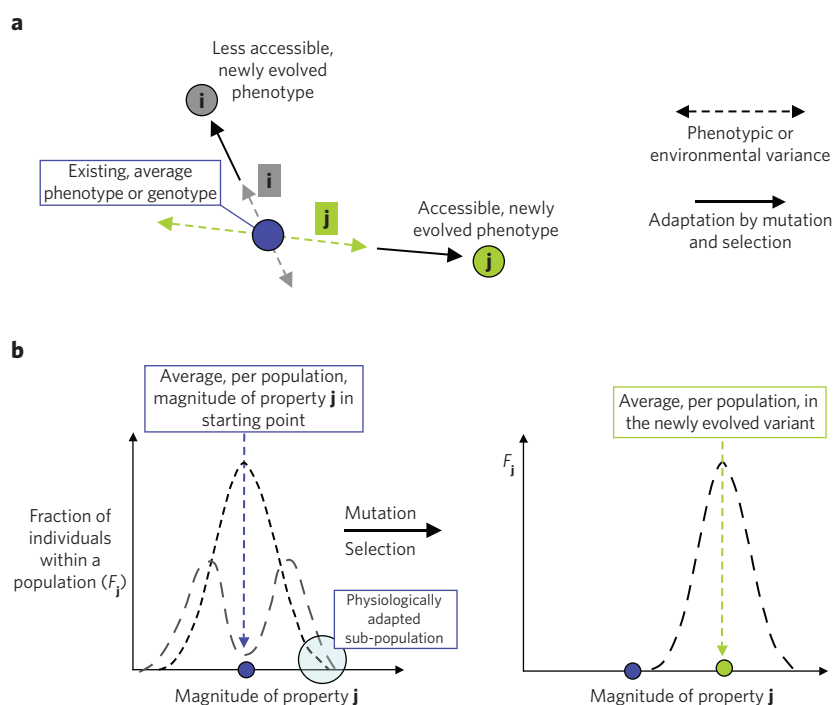 a
Less accessible,
newly evolved
phenotype
i
Existing, average
phenotype or genotype
i
j
Accessible, newly
evolved phenotype
j
Phenotypic or
environmental variance
Adaptation by mutation
and selection
b
Average, per population,
magnitude of property j in
starting point
Fraction of
individuals
within a
population (Fj)
Mutation
Selection
Physiologically
adapted
sub-population
Magnitude of property j
Average, per population, in
the newly evolved variant
Fj
Magnitude of property j